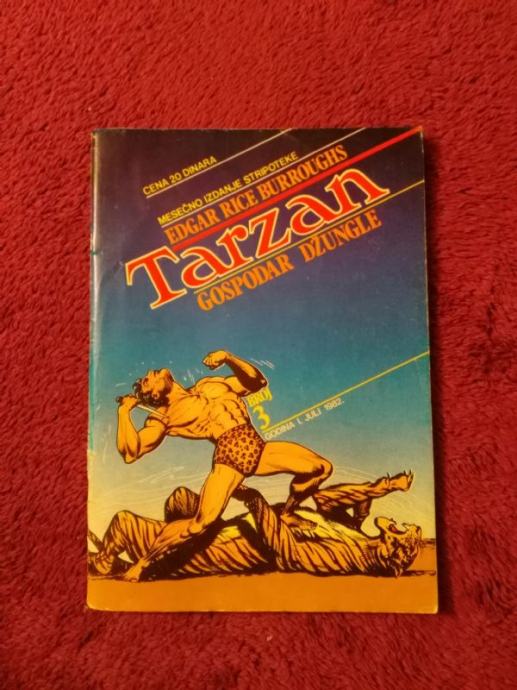 CENA 20 DINARA
MESEČNO IZDANJE STRIPOTEKE
EDGAR RICE BURROUGHS
Tarzan
GOSPODAR DŽUNGLE
BROJ
3
GODINA I. JULI 1982.